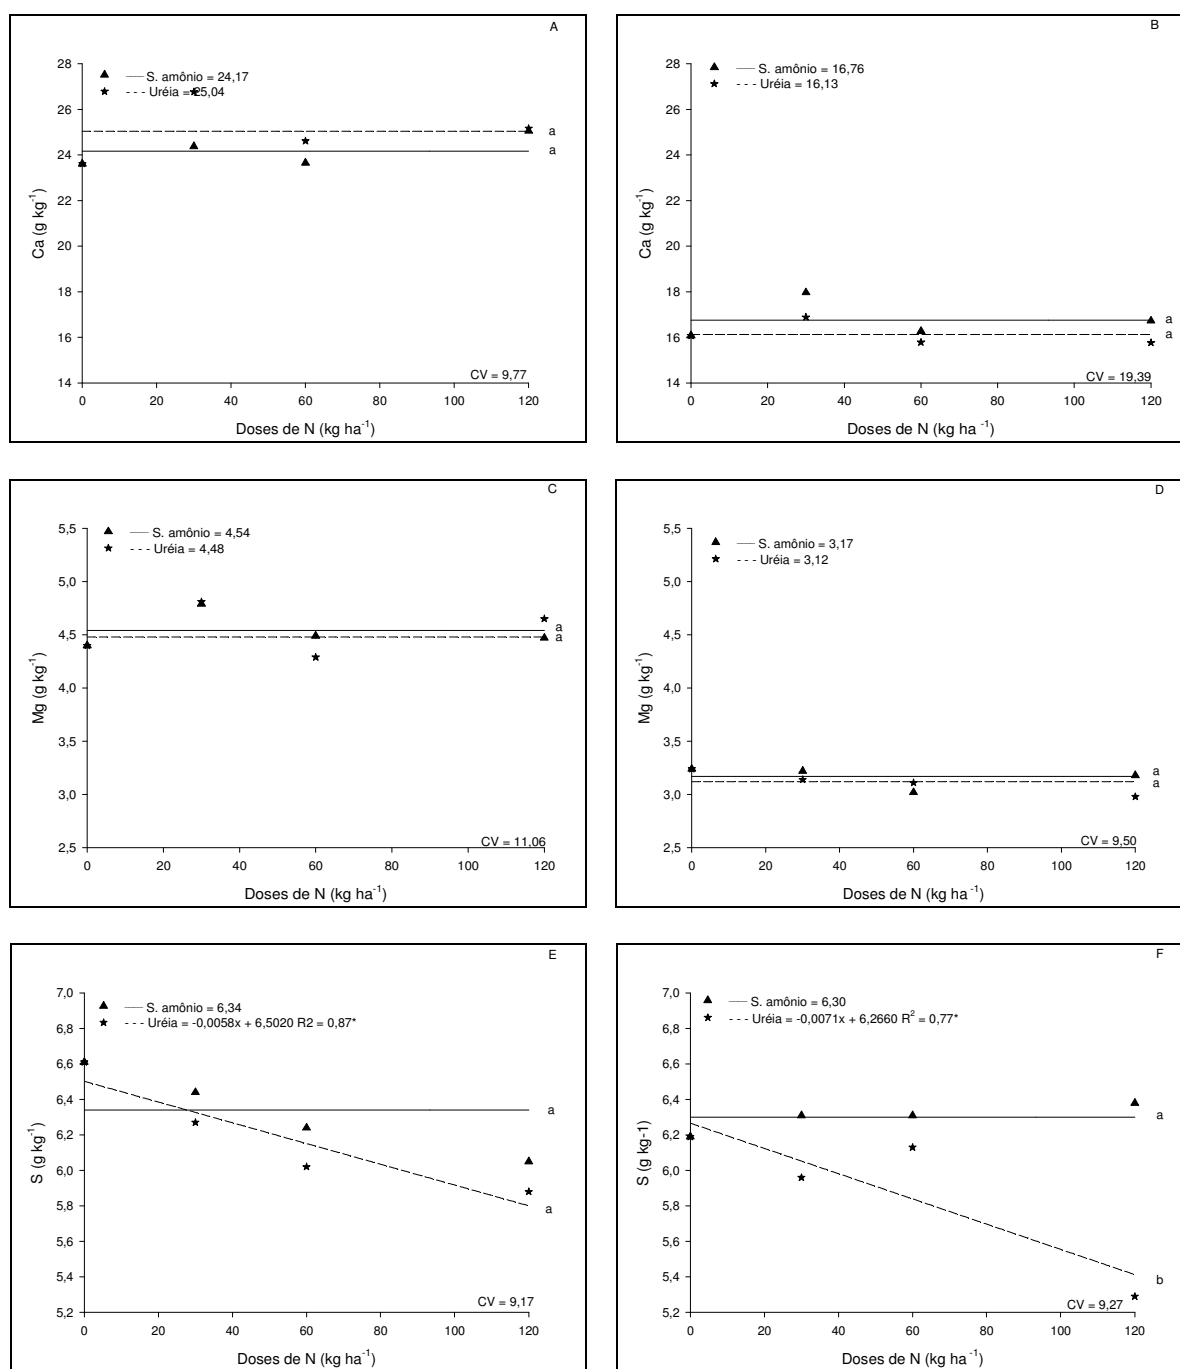 A
S. amônio = 24,17
Uréia = 25,04
28
26
24
22
20
18
16
14
a
a
CV = 9,77
0 20 40 60 80 100 120
Ca (g kg-1)
Doses de N (kg ha-1)
B
S. amônio = 16,76
Uréia = 16,13
28
26
24
22
20
18
16
14
a
a
CV = 19,39
0 20 40 60 80 100 120
Ca (g kg-1)
Doses de N (kg ha-1)
C
S. amônio = 4,54
Uréia = 4,48
5,5
5,0
4,5
4,0
3,5
3,0
2,5
a
a
CV = 11,06
0 20 40 60 80 100 120
Mg (g kg-1)
Doses de N (kg ha-1)
D
S. amônio = 3,17
Uréia = 3,12
5,5
5,0
4,5
4,0
3,5
3,0
2,5
a
a
CV = 9,50
0 20 40 60 80 100 120
Mg (g kg-1)
Doses de N (kg ha-1)
E
S. amônio = 6,34
Uréia = -0,0058x + 6,5020 R2 = 0,87*
7,0
6,8
6,6
6,4
6,2
6,0
5,8
5,6
5,4
5,2
a
a
CV = 9,17
0 20 40 60 80 100 120
S (g kg-1)
Doses de N (kg ha-1)
F
S. amônio = 6,30
Uréia = -0,0071x + 6,2660 R2 = 0,77*
7,0
6,8
6,6
6,4
6,2
6,0
5,8
5,6
5,4
5,2
a
b
CV = 9,27
0 20 40 60 80 100 120
S (g kg-1)
Doses de N (kg ha-1)